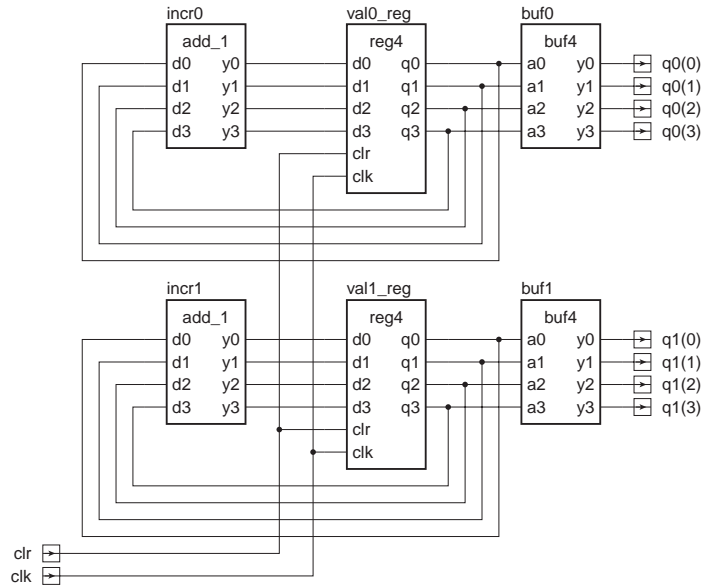 incr0 val0_reg buf0
add_1 reg4 buf4
d0 y0 d0 q0 a0 y0 q0(0)
d1 y1 d1 q1 a1 y1 q0(1)
d2 y2 d2 q2 a2 y2 q0(2)
d3 y3 d3 q3 a3 y3 q0(3)
clr
clk
incr1 val1_reg buf1
add_1 reg4 buf4
d0 y0 d0 q0 a0 y0 q1(0)
d1 y1 d1 q1 a1 y1 q1(1)
d2 y2 d2 q2 a2 y2 q1(2)
d3 y3 d3 q3 a3 y3 q1(3)
clr
clk
clr
clk